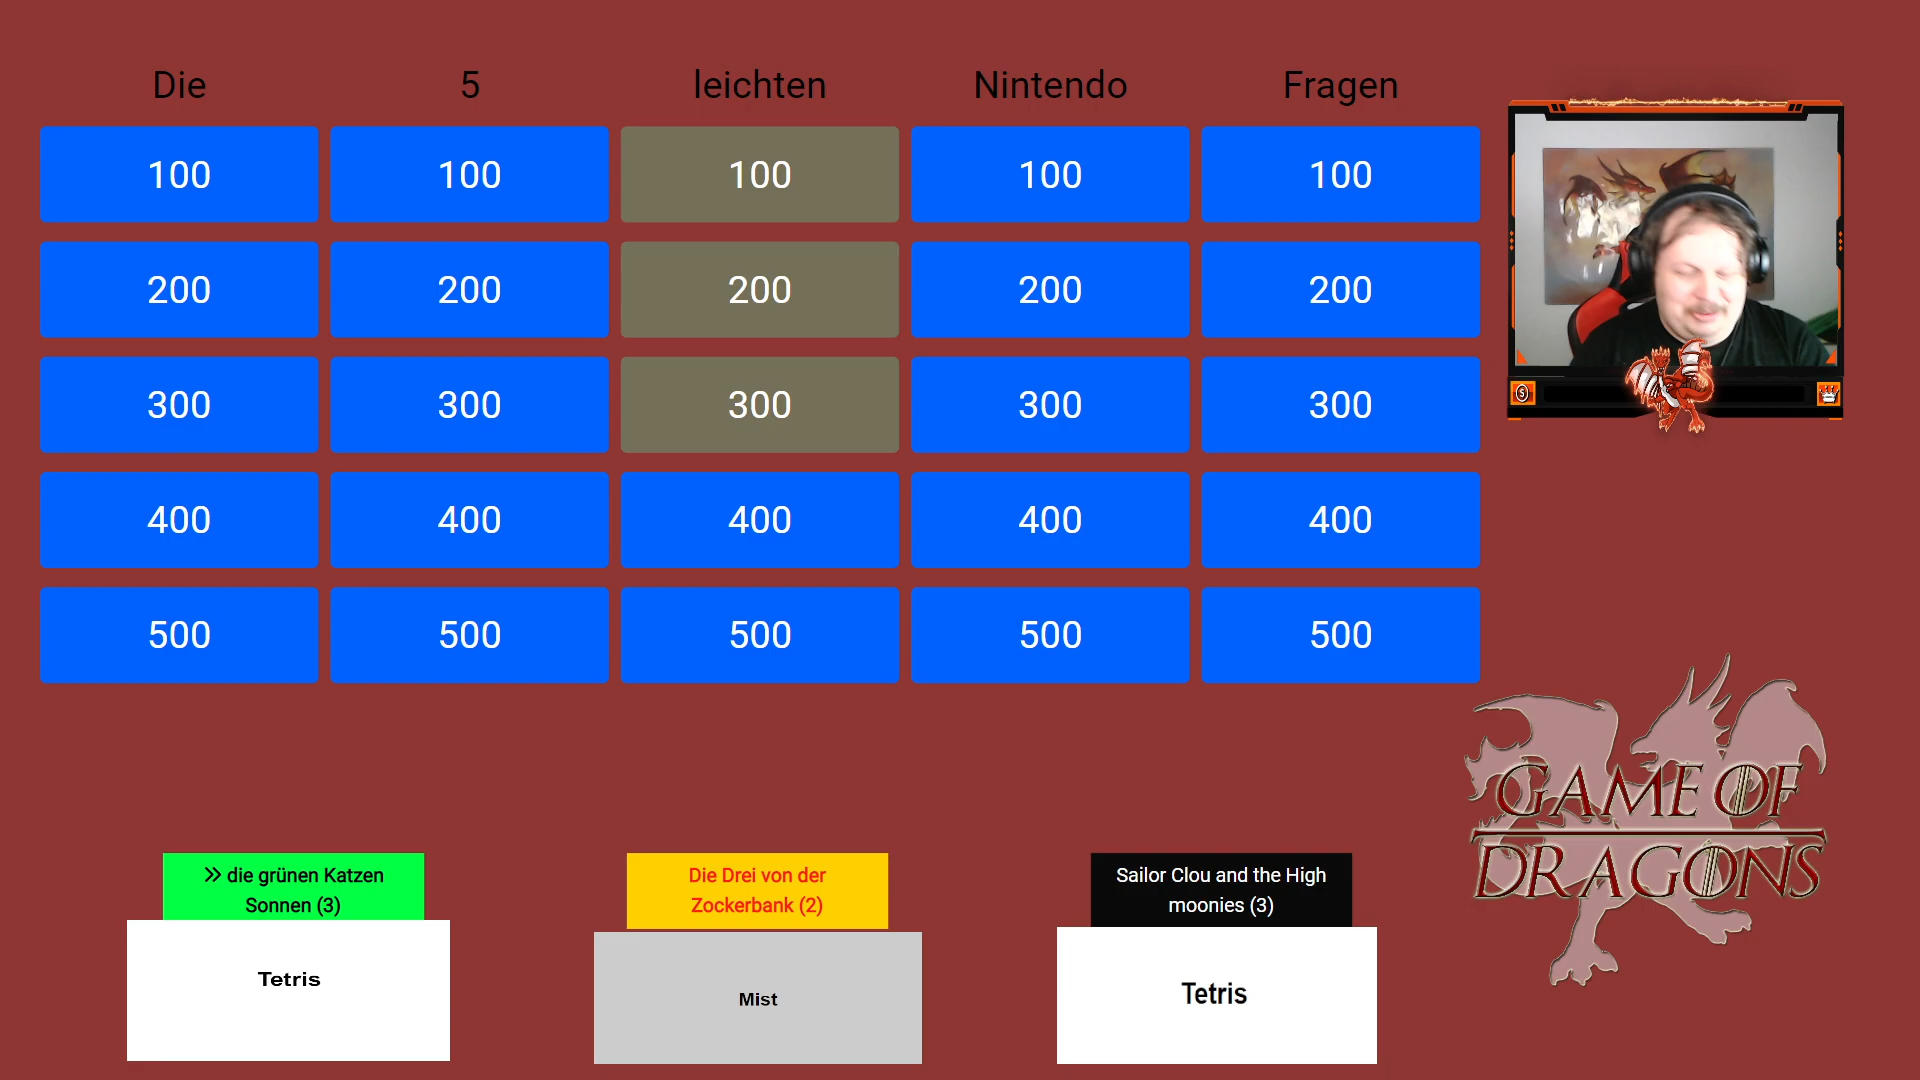 Die 5 leichten Nintendo Fragen
100 100 100 100 100
200 200 200 200 200
300 300 300 300 300
400 400 400 400 400
500 500 500 500 500
GAME OF
DRAGONS
» die grünen Katzen
Sonnen (3)
Tetris
Die Drei von der
Zockerbank (2)
Mist
Sailor Clou and the High
moonies (3)
Tetris